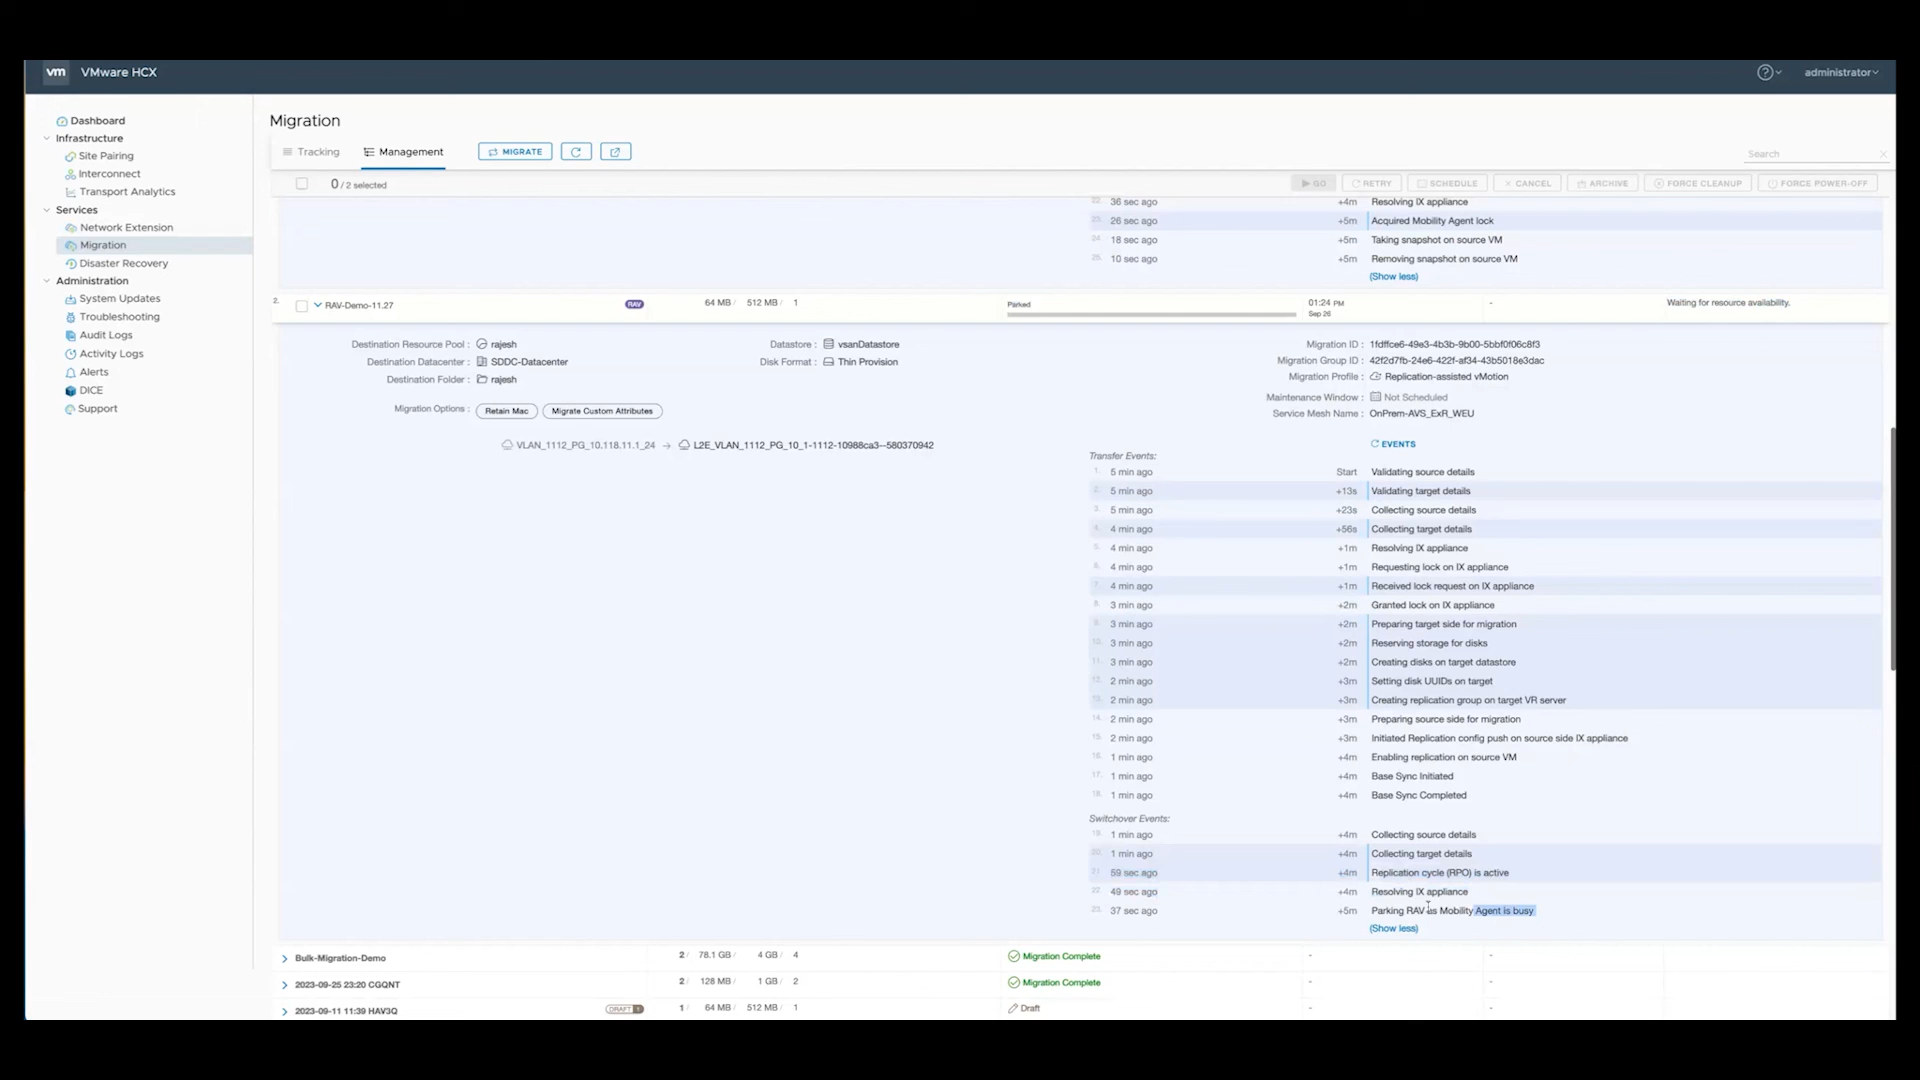 vm VMware HCX administrator
Dashboard
Infrastructure
Site Pairing
Interconnect
Transport Analytics
Services
Network Extension
Migration
Disaster Recovery
Administration
System Updates
Troubleshooting
Audit Logs
Activity Logs
Alerts
DICE
Support
Migration
Tracking Management MIGRATE Search
0 / 2 selected GO RETRY SCHEDULE CANCEL ARCHIVE FORCE CLEANUP FORCE POWER-OFF
22. 36 sec ago +4m Resolving IX appliance
23. 26 sec ago +5m Acquired Mobility Agent lock
24. 18 sec ago +5m Taking snapshot on source VM
25. 10 sec ago +5m Removing snapshot on source VM
(Show less)
2. RAV-Demo-11.27 RAV 64 MB / 512 MB / 1 Parked 01:24 PM - Waiting for resource availability.
Sep 26
Destination Resource Pool : rajesh Datastore : vsanDatastore Migration ID : 1fdffce6-49e3-4b3b-9b00-5bbf0f06c8f3
Destination Datacenter : SDDC-Datacenter Disk Format : Thin Provision Migration Group ID : 42f2d7fb-24e6-422f-af34-43b5018e3dac
Destination Folder : rajesh Migration Profile : Replication-assisted vMotion
Maintenance Window : Not Scheduled
Migration Options : Retain Mac Migrate Custom Attributes Service Mesh Name : OnPrem-AVS_ExR_WEU
VLAN_1112_PG_10.118.11.1_24 → L2E_VLAN_1112_PG_10_1-1112-10988ca3--580370942 EVENTS
Transfer Events:
1. 5 min ago Start Validating source details
2. 5 min ago +13s Validating target details
3. 5 min ago +23s Collecting source details
4. 4 min ago +56s Collecting target details
5. 4 min ago +1m Resolving IX appliance
6. 4 min ago +1m Requesting lock on IX appliance
7. 4 min ago +1m Received lock request on IX appliance
8. 3 min ago +2m Granted lock on IX appliance
9. 3 min ago +2m Preparing target side for migration
10. 3 min ago +2m Reserving storage for disks
11. 3 min ago +2m Creating disks on target datastore
12. 2 min ago +3m Setting disk UUIDs on target
13. 2 min ago +3m Creating replication group on target VR server
14. 2 min ago +3m Preparing source side for migration
15. 2 min ago +3m Initiated Replication config push on source side IX appliance
16. 1 min ago +4m Enabling replication on source VM
17. 1 min ago +4m Base Sync Initiated
18. 1 min ago +4m Base Sync Completed
Switchover Events:
19. 1 min ago +4m Collecting source details
20. 1 min ago +4m Collecting target details
21. 59 sec ago +4m Replication cycle (RPO) is active
22. 49 sec ago +4m Resolving IX appliance
23. 37 sec ago +5m Parking RAV as Mobility Agent is busy
(Show less)
Bulk-Migration-Demo 2 / 78.1 GB / 4 GB / 4 Migration Complete - -
2023-09-25 23:20 CGQNT 2 / 128 MB / 1 GB / 2 Migration Complete - -
2023-09-11 11:39 HAV3Q DRAFT 1 1 / 64 MB / 512 MB / 1 Draft - -